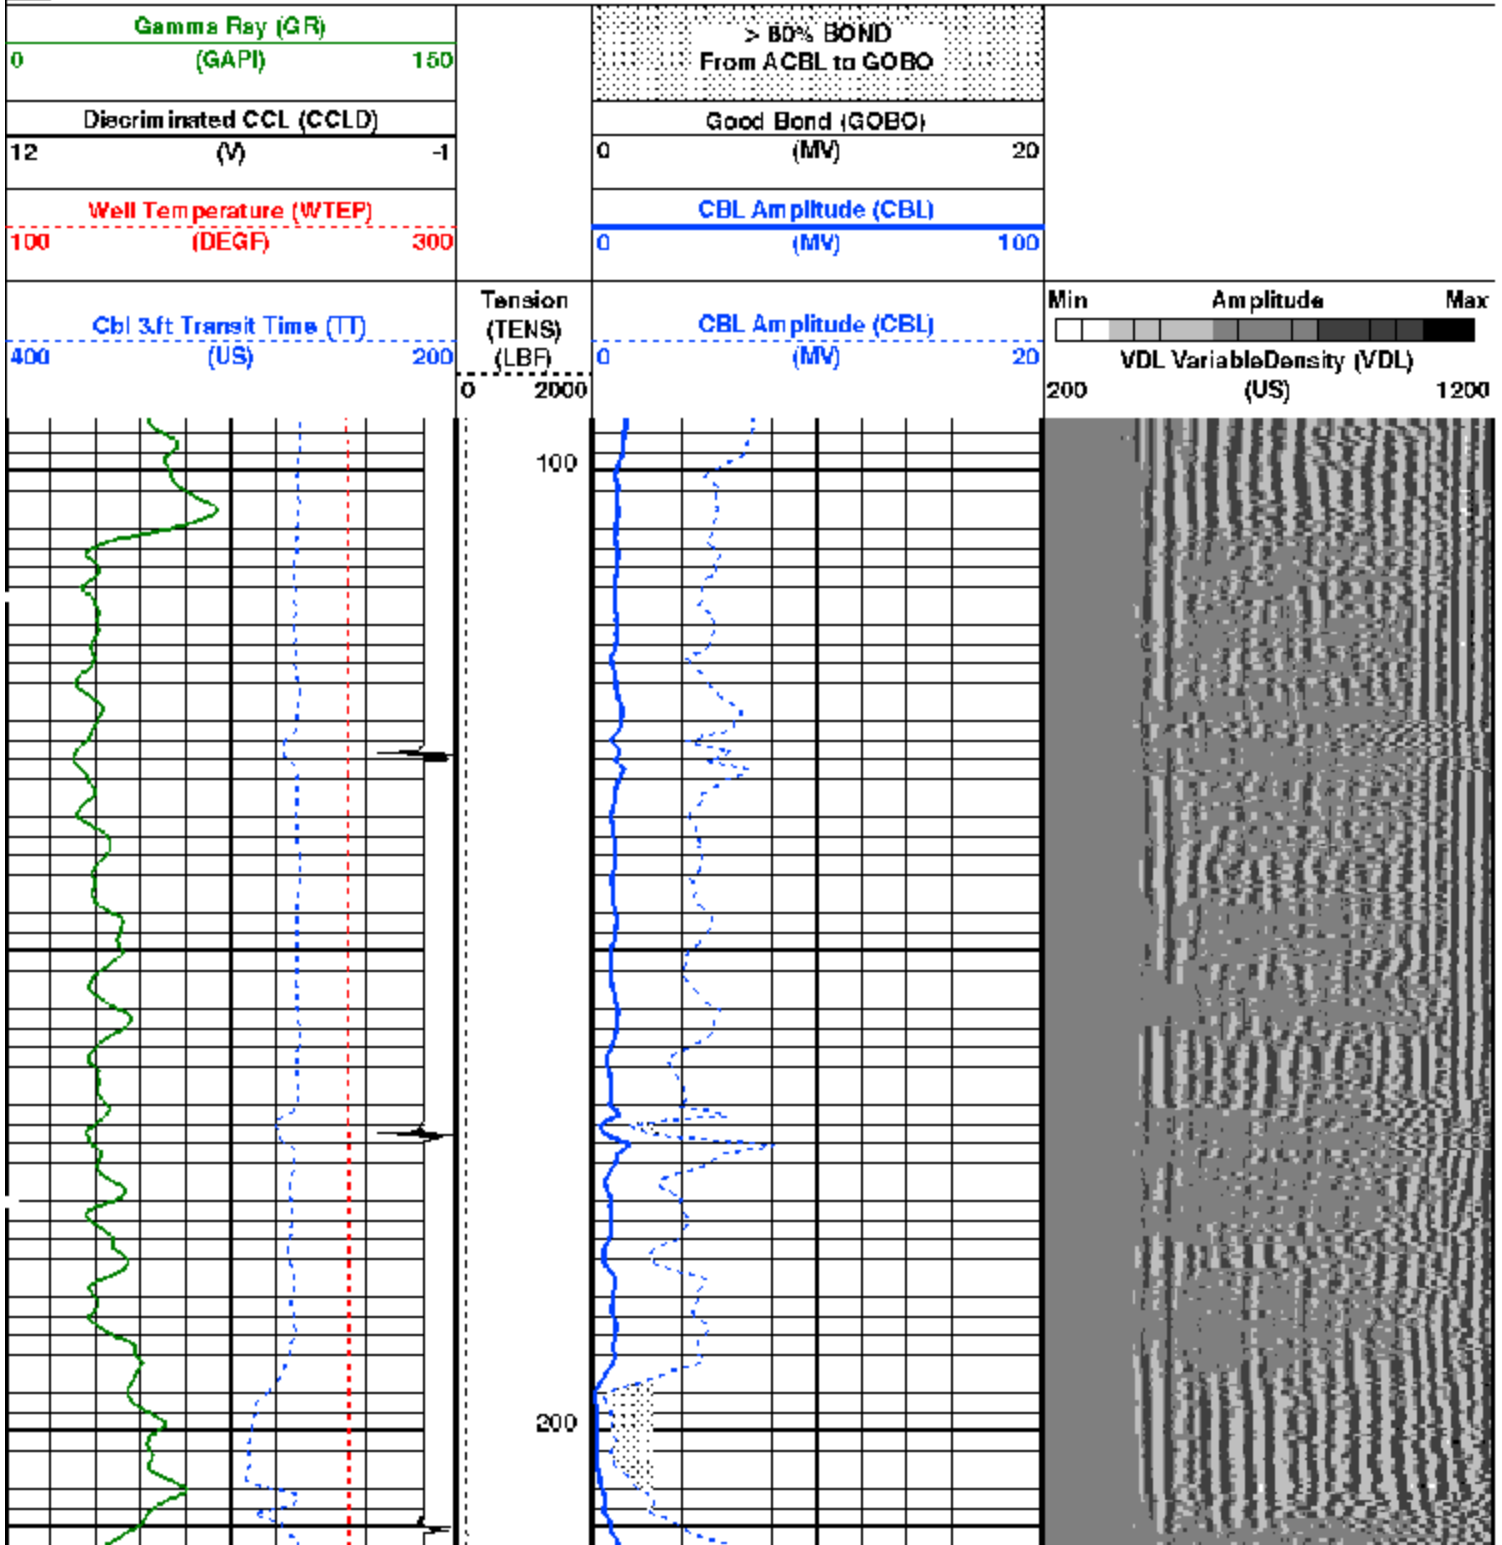 Gamma Ray (GR)
0 (GAPI) 150
Discriminated CCL (CCLD)
12 (V) -1
Well Temperature (WTEP)
100 (DEGF) 300
Cbl 3.ft Transit Time (TT)
400 (US) 200
Tension
(TENS)
(LBF)
0 2000
> 80% BOND
From ACBL to GOBO
Good Bond (GOBO)
0 (MV) 20
CBL Amplitude (CBL)
0 (MV) 100
CBL Amplitude (CBL)
0 (MV) 20
Min Amplitude Max
VDL VariableDensity (VDL)
200 (US) 1200
100
200